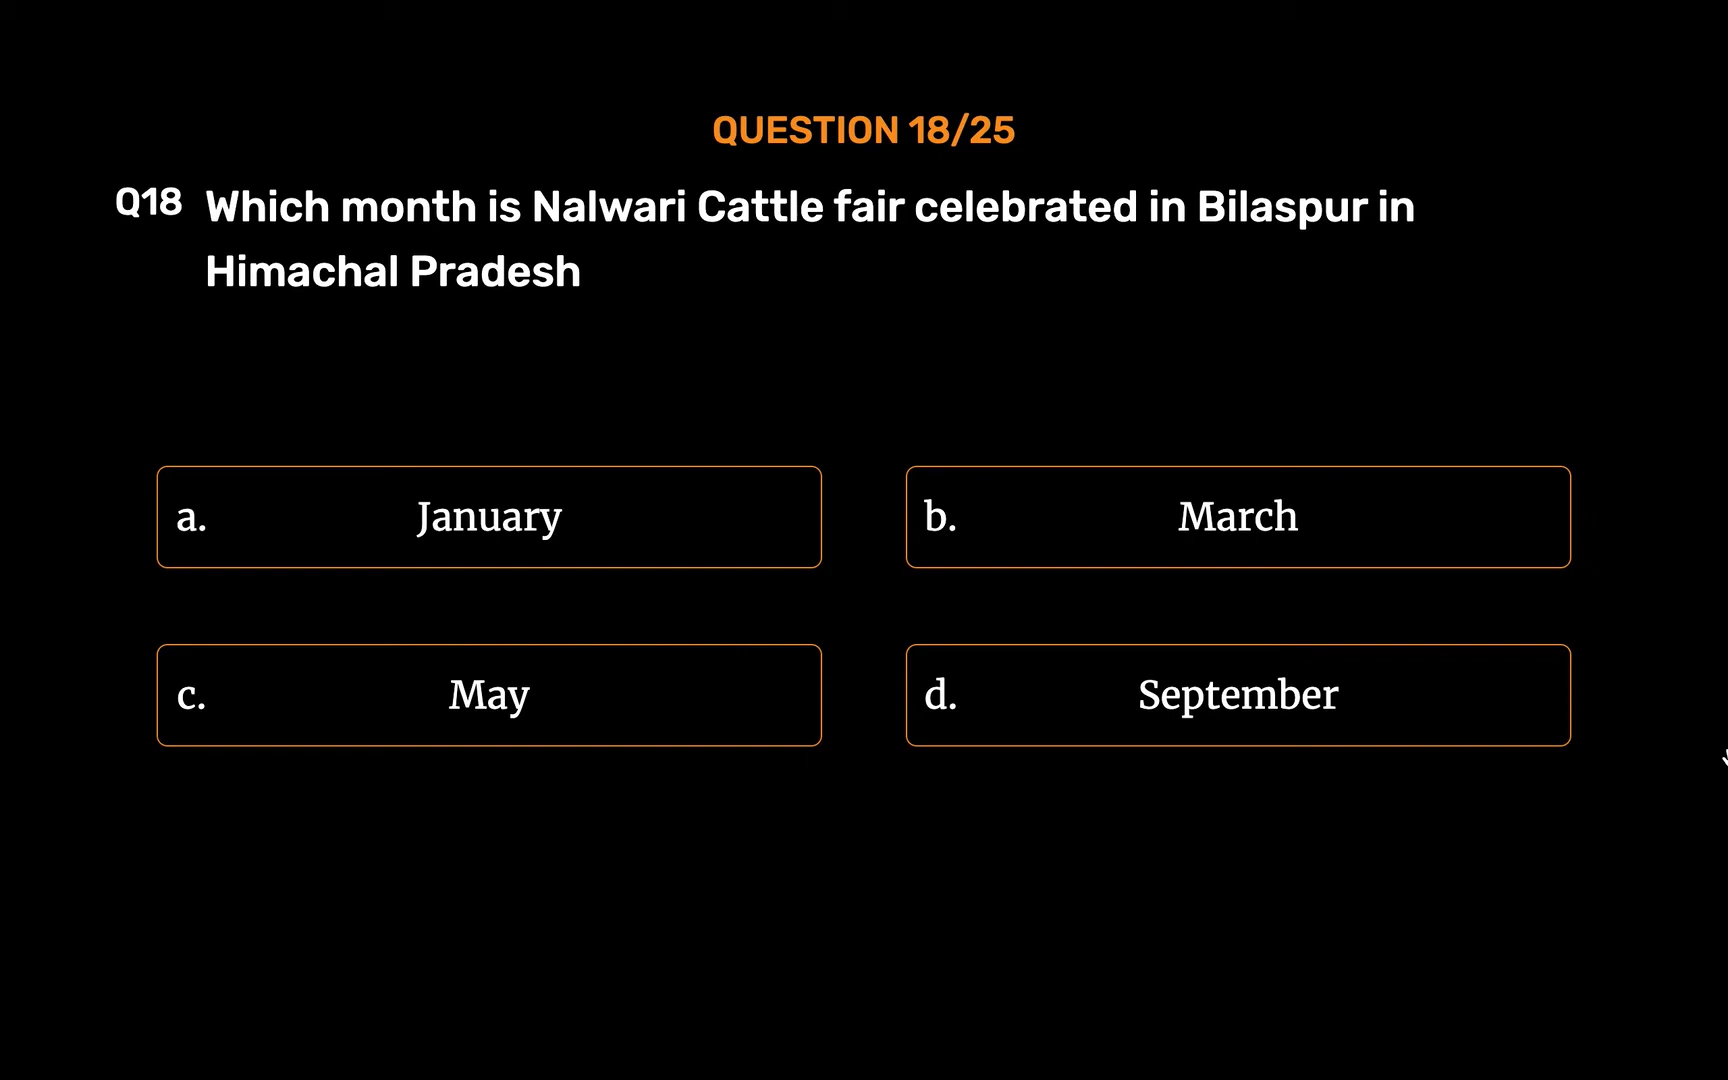 QUESTION 18/25
Q18 Which month is Nalwari Cattle fair celebrated in Bilaspur in
Himachal Pradesh
a. January
b. March
c. May
d. September